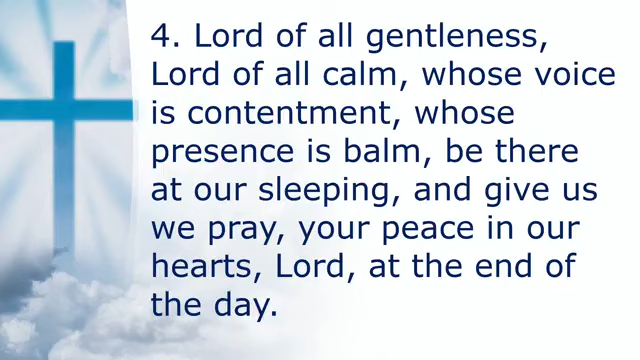 4. Lord of all gentleness,
Lord of all calm, whose voice
is contentment, whose
presence is balm, be there
at our sleeping, and give us
we pray, your peace in our
hearts, Lord, at the end of
the day.